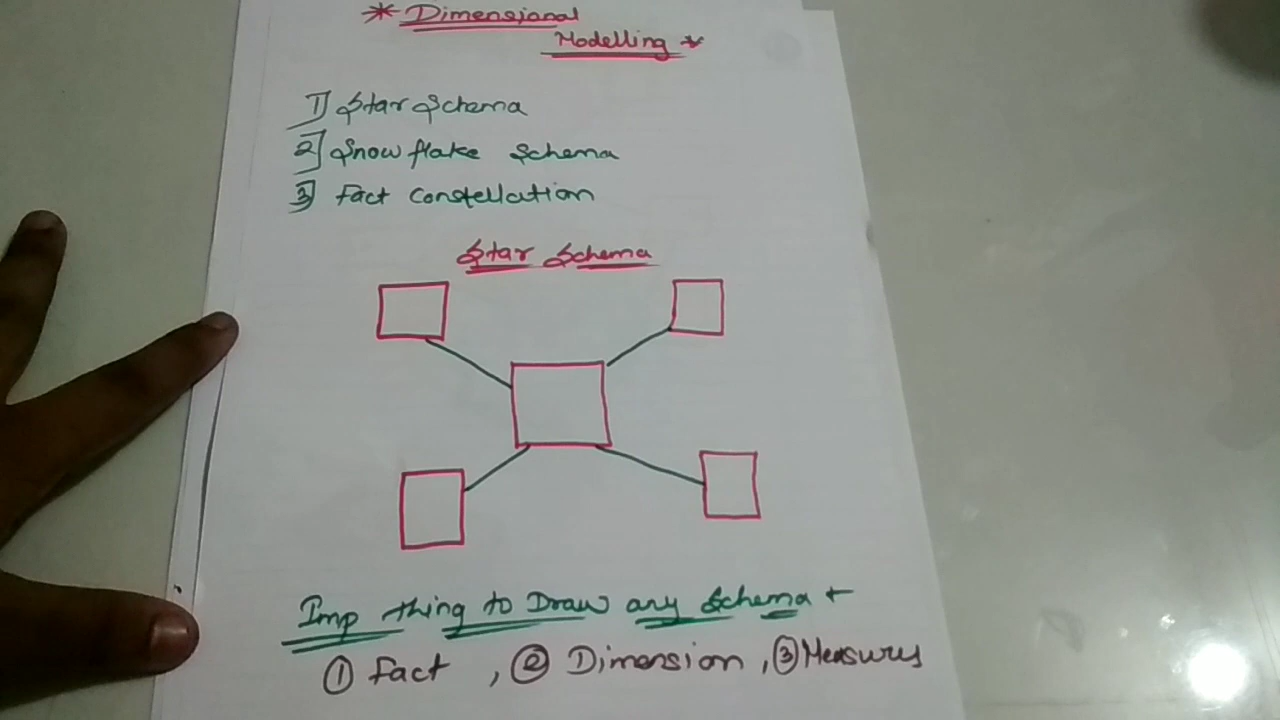 * Dimensional
Modelling *
1] Star Schema
2] Snow flake Schema
3] Fact Constellation
Star Schema
Imp thing to Draw any Schema +
① Fact , ② Dimension , ③ Measures